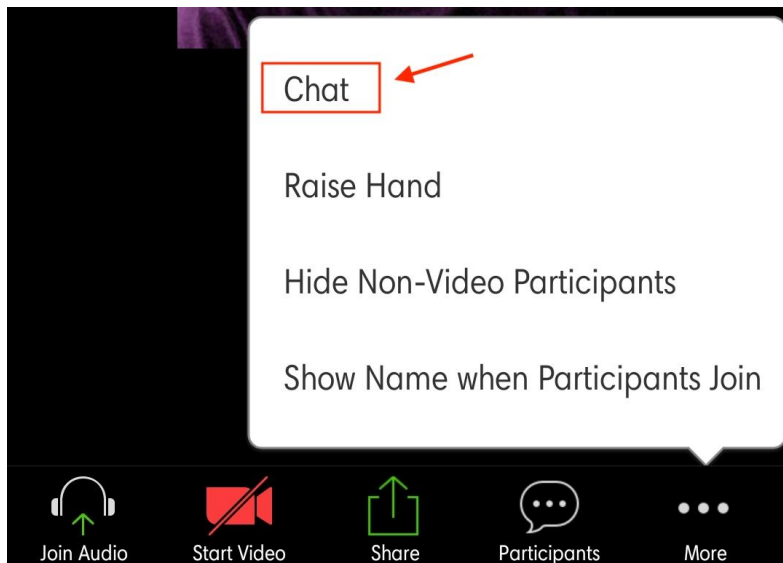 Chat
Raise Hand
Hide Non-Video Participants
Show Name when Participants Join
Join Audio Start Video Share Participants More